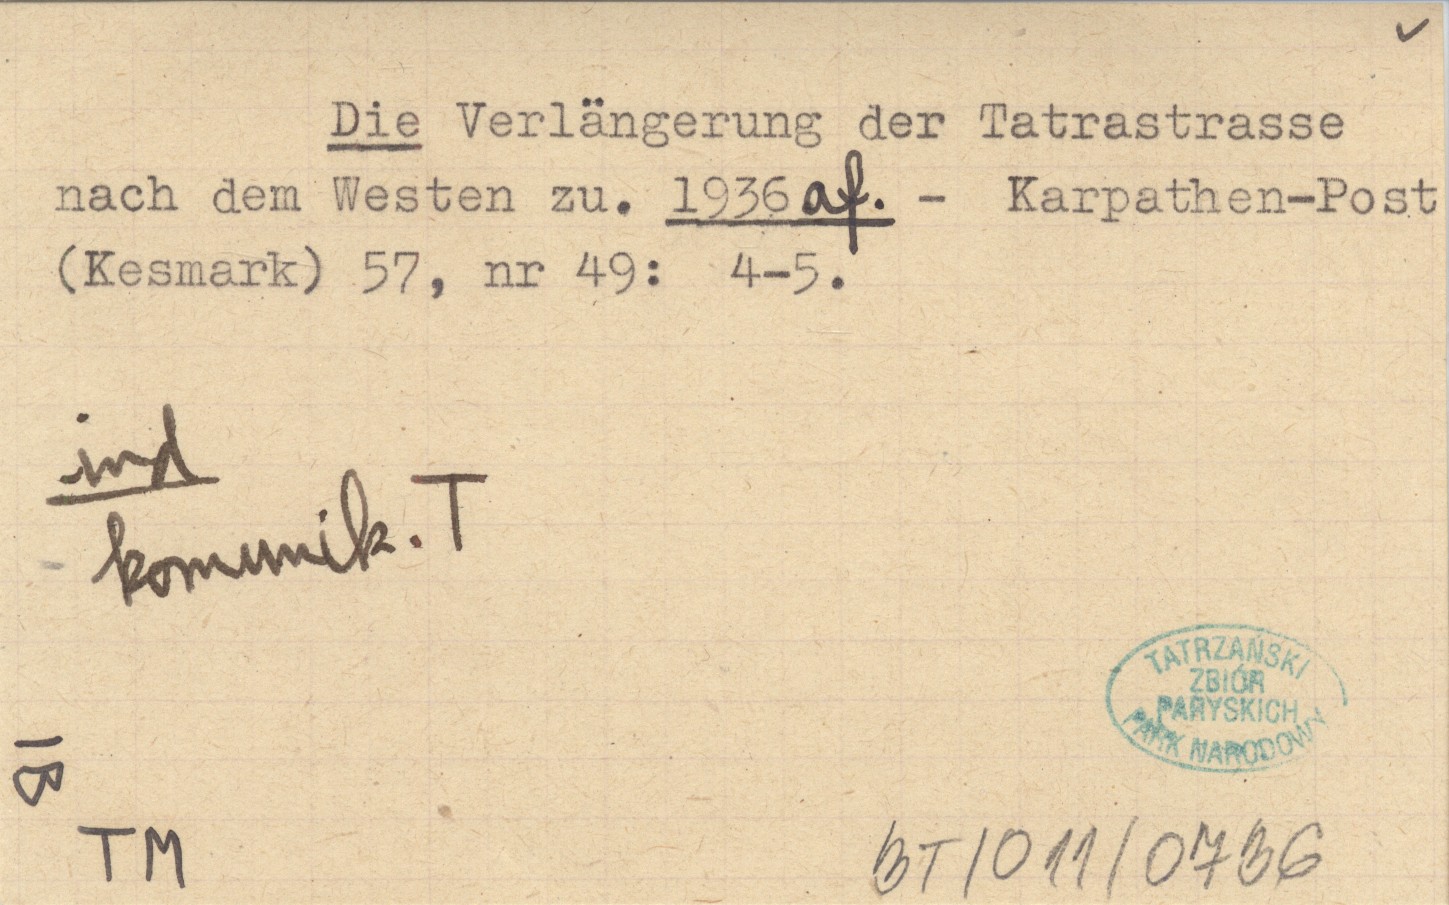 Die Verlängerung der Tatrastrasse
nach dem Westen zu. 1936 af. - Karpathen-Post
(Kesmark) 57, nr 49: 4-5.
ind
komunik. T
TATRZAŃSKI
ZBIÓR
PARYSKICH
PARK NARODOWY
IB
TM
BT/011/0736